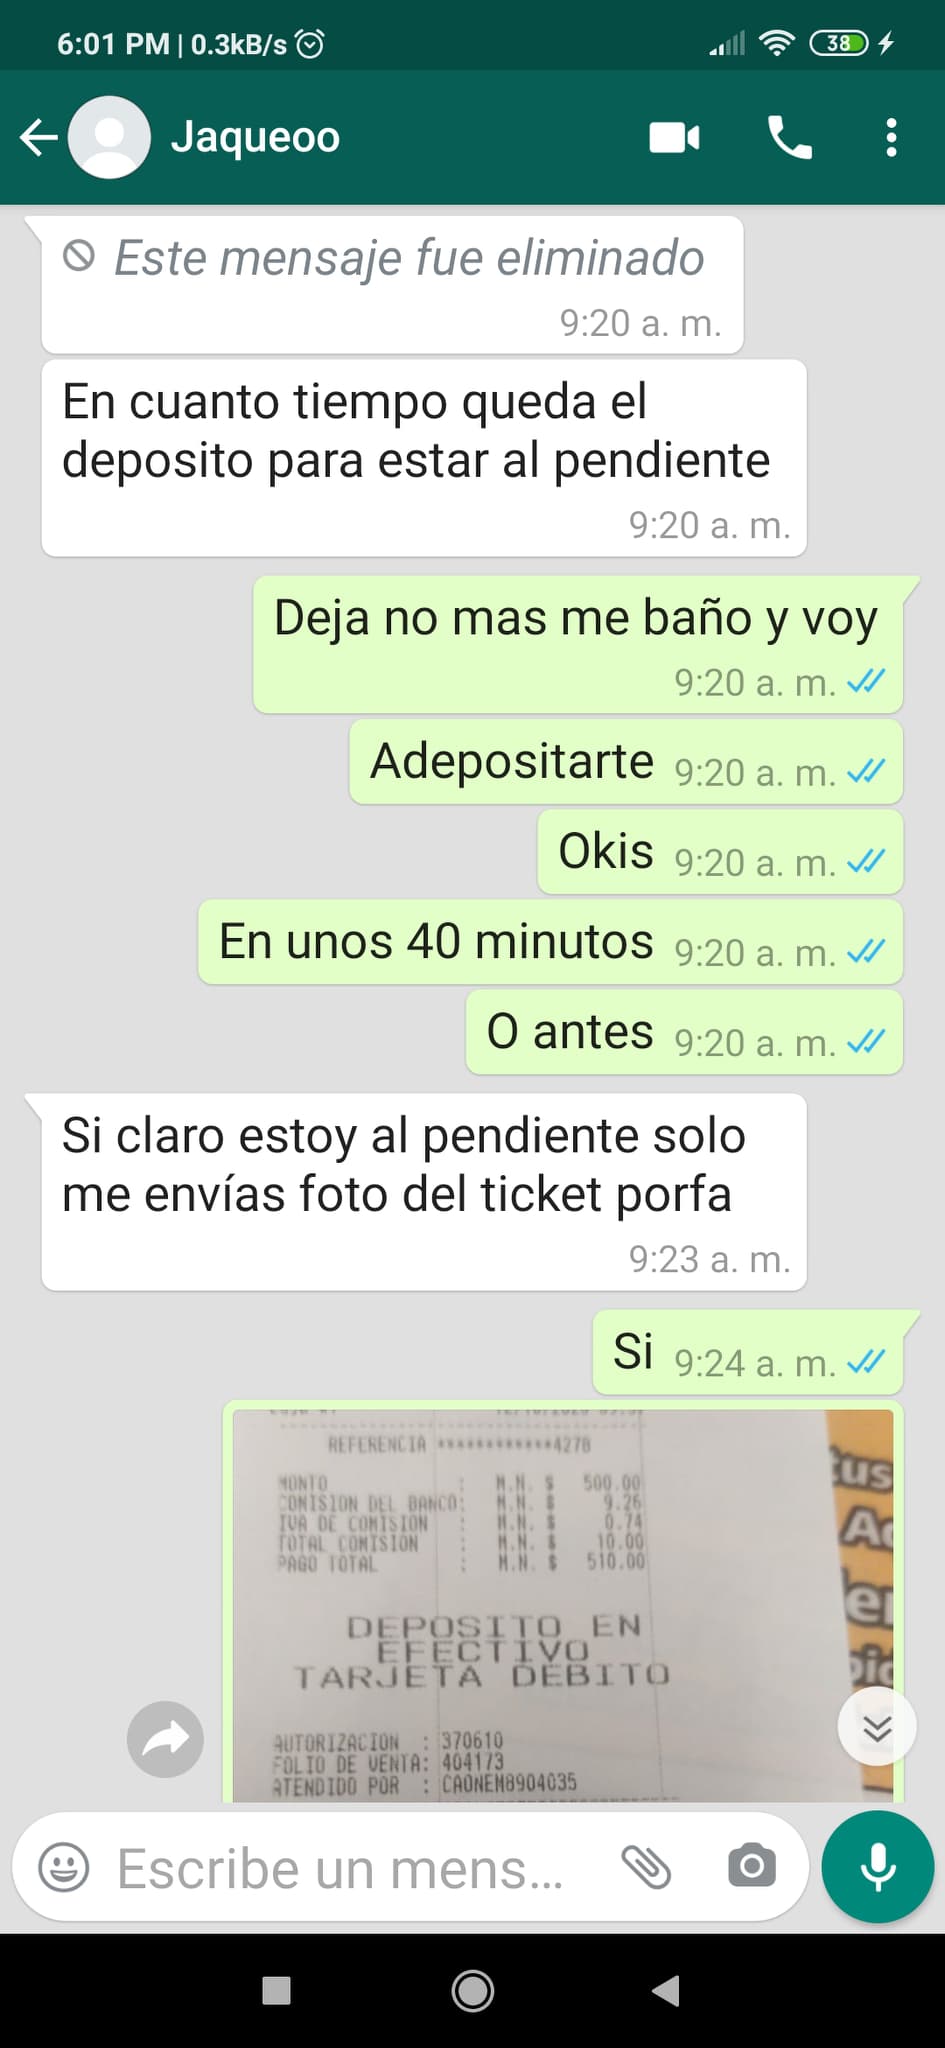 6:01 PM | 0.3kB/s
38
Jaqueoo
Este mensaje fue eliminado
9:20 a. m.
En cuanto tiempo queda el
deposito para estar al pendiente
9:20 a. m.
Deja no mas me baño y voy
9:20 a. m.
Adepositarte 9:20 a. m.
Okis 9:20 a. m.
En unos 40 minutos 9:20 a. m.
O antes 9:20 a. m.
Si claro estoy al pendiente solo
me envías foto del ticket porfa
9:23 a. m.
Si 9:24 a. m.
REFERENCIA ************4278
MONTO : M.N. $ 500.00
COMISION DEL BANCO: M.N. $ 9.26
IVA DE COMISION : M.N. $ 0.74
TOTAL COMISION : M.N. $ 10.00
PAGO TOTAL : M.N. $ 510.00
DEPOSITO EN
EFECTIVO
TARJETA DEBITO
AUTORIZACION : 370610
FOLIO DE VENTA: 404173
ATENDIDO POR : CAONEM8904035
Escribe un mens...